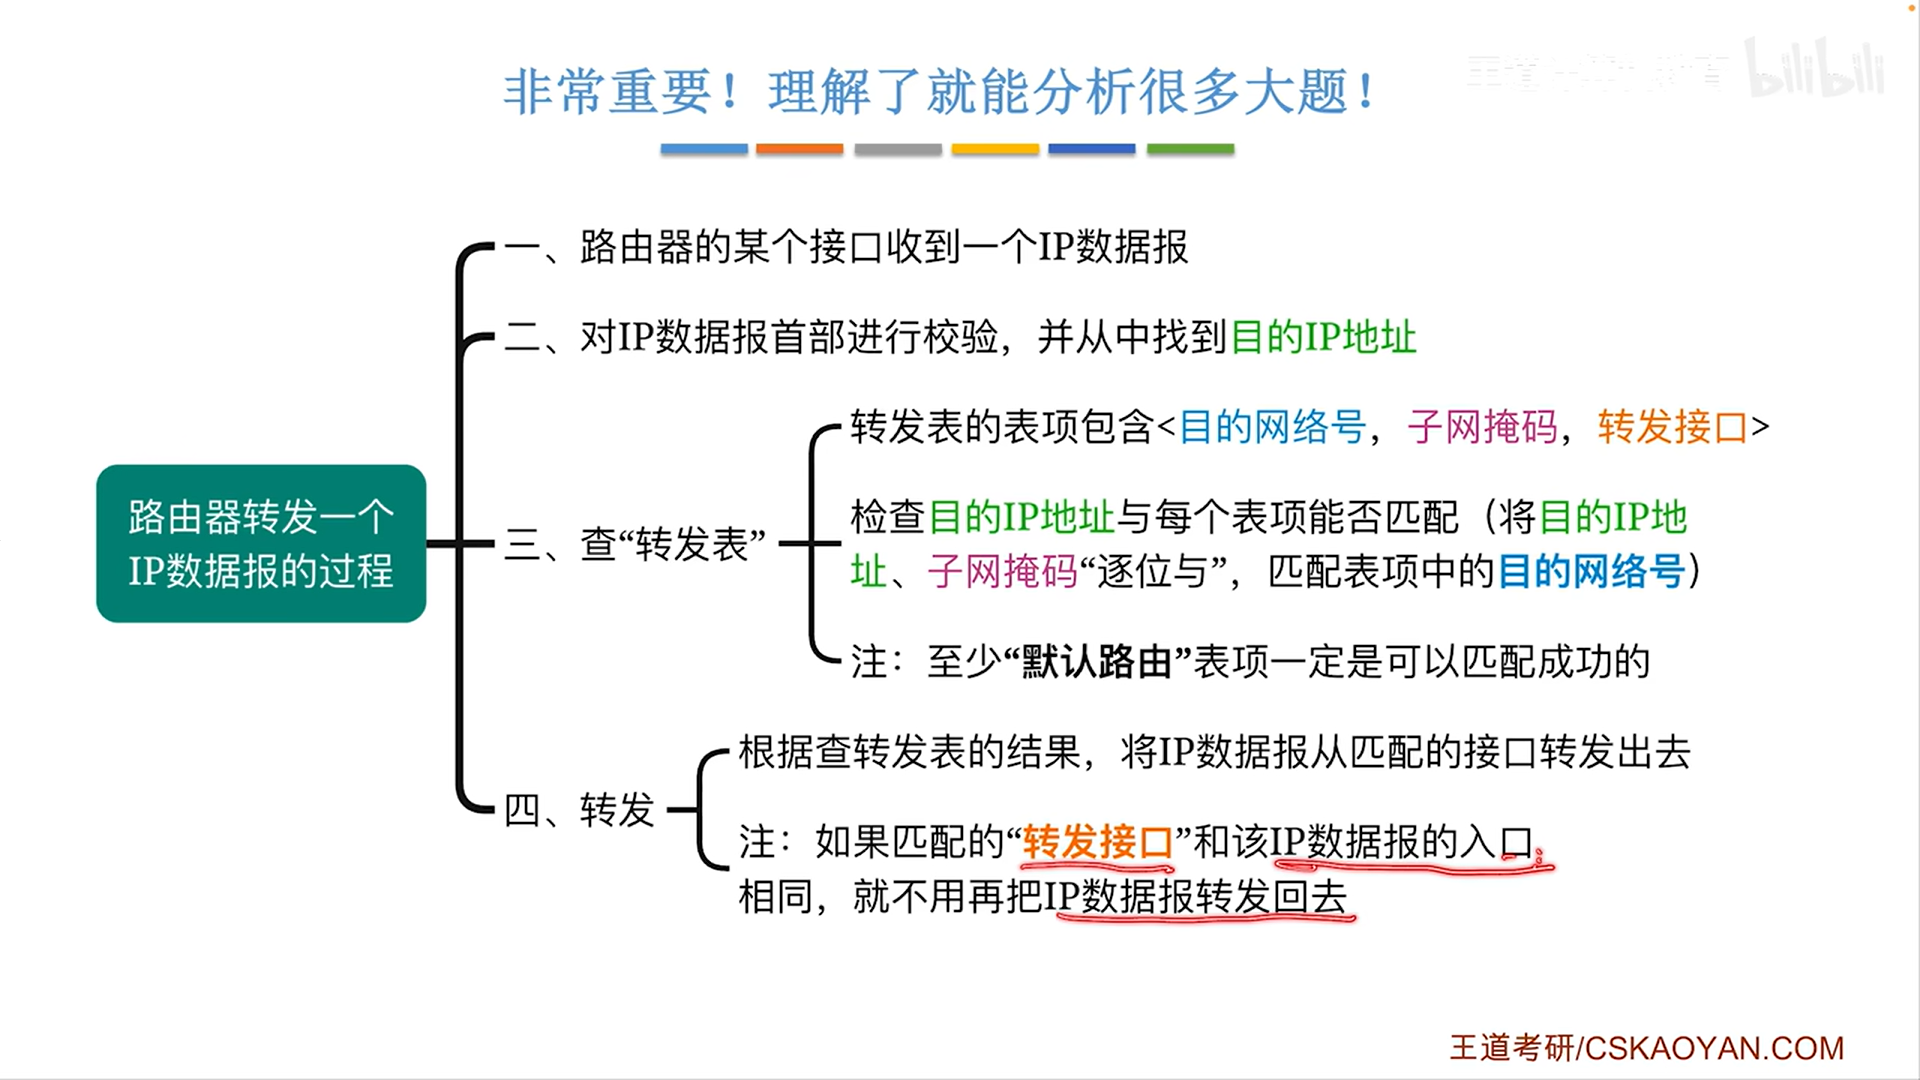 非常重要！理解了就能分析很多大题！
bilibili
一、路由器的某个接口收到一个IP数据报
二、对IP数据报首部进行校验，并从中找到目的IP地址
路由器转发一个
IP数据报的过程
三、查“转发表”
转发表的表项包含<目的网络号，子网掩码，转发接口>
检查目的IP地址与每个表项能否匹配（将目的IP地
址、子网掩码“逐位与”，匹配表项中的目的网络号）
注：至少“默认路由”表项一定是可以匹配成功的
四、转发
根据查转发表的结果，将IP数据报从匹配的接口转发出去
注：如果匹配的“转发接口”和该IP数据报的入口
相同，就不用再把IP数据报转发回去
王道考研/CSKAOYAN.COM